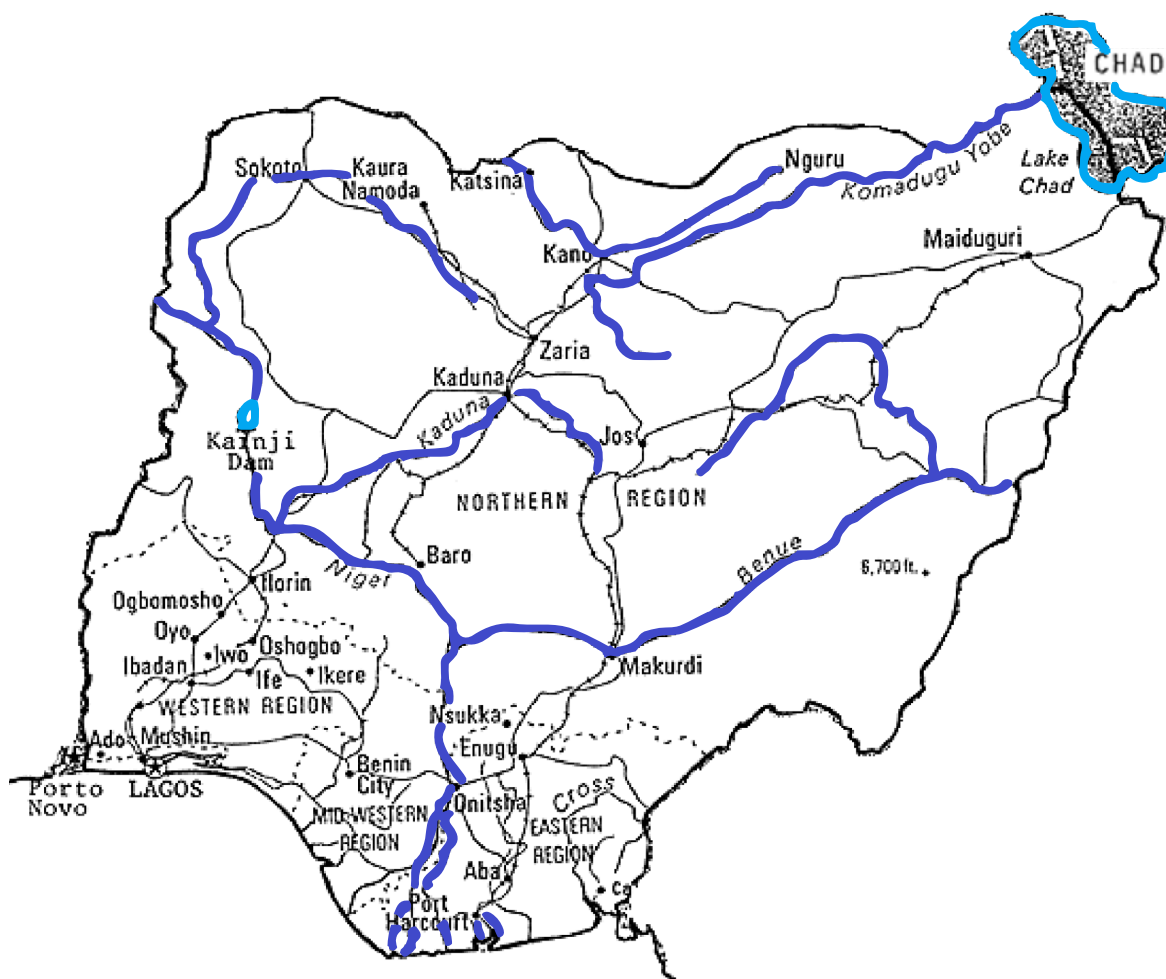 CHAD
Lake
Chad
Sokoto
Kaura
Namoda
Katsina
Nguru
Komadugu Yobe
Kano
Maiduguri
Zaria
Kaduna
Kaduna
Kainji
Dam
Jos
NORTHERN REGION
Baro
Niger
Benue
6,700 ft.
Ilorin
Ogbomosho
Oyo
Oshogbo
Iwo
Ibadan
Ife
Ikere
Makurdi
WESTERN REGION
Nsukka
Enugu
Ado
Mushin
Porto
Novo
LAGOS
Benin
City
Onitsha
Cross
MID-WESTERN
REGION
EASTERN
REGION
Aba
Port
Harcourt
Ca